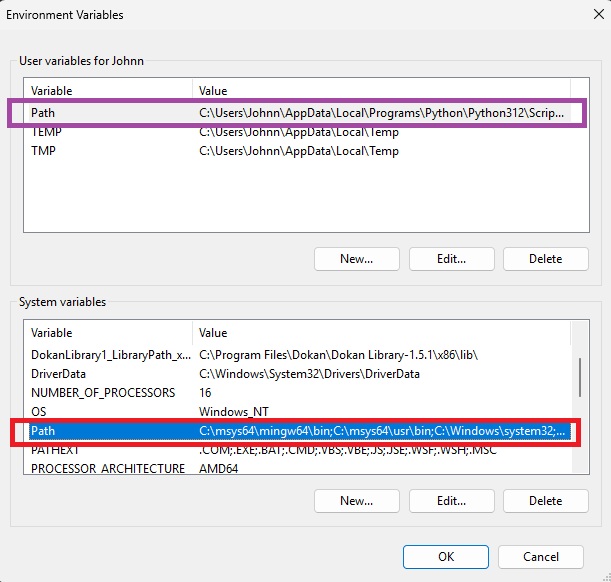 Environment Variables
User variables for Johnn
Variable Value
Path C:\Users\Johnn\AppData\Local\Programs\Python\Python312\Scrip...
TEMP C:\Users\Johnn\AppData\Local\Temp
TMP C:\Users\Johnn\AppData\Local\Temp
New... Edit... Delete
System variables
Variable Value
DokanLibrary1_LibraryPath_x... C:\Program Files\Dokan\Dokan Library-1.5.1\x86\lib\
DriverData C:\Windows\System32\Drivers\DriverData
NUMBER_OF_PROCESSORS 16
OS Windows_NT
Path C:\msys64\mingw64\bin;C:\msys64\usr\bin;C:\Windows\system32;...
PATHEXT .COM;.EXE;.BAT;.CMD;.VBS;.VBE;.JS;.JSE;.WSF;.WSH;.MSC
PROCESSOR_ARCHITECTURE AMD64
New... Edit... Delete
OK Cancel